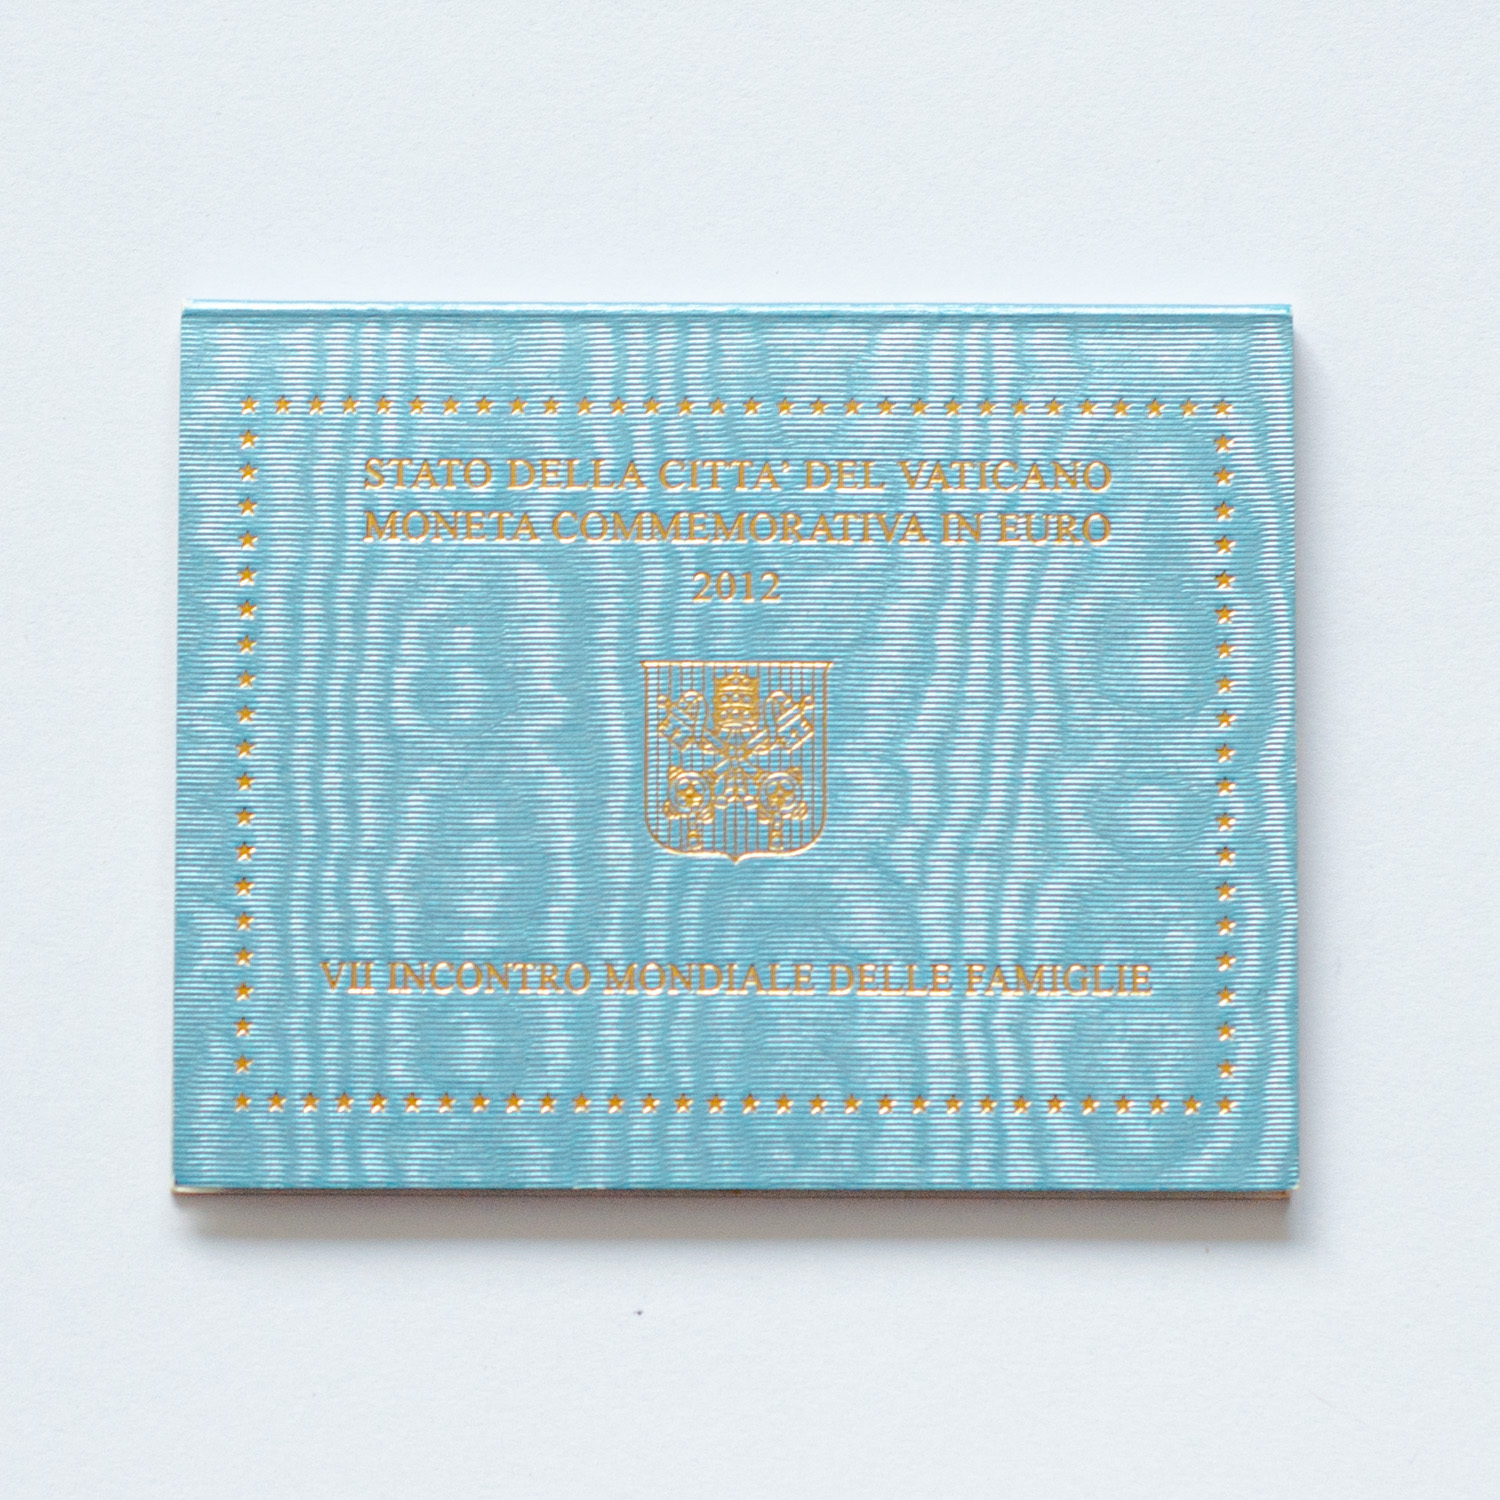 STATO DELLA CITTA' DEL VATICANO
MONETA COMMEMORATIVA IN EURO
2012
VII INCONTRO MONDIALE DELLE FAMIGLIE